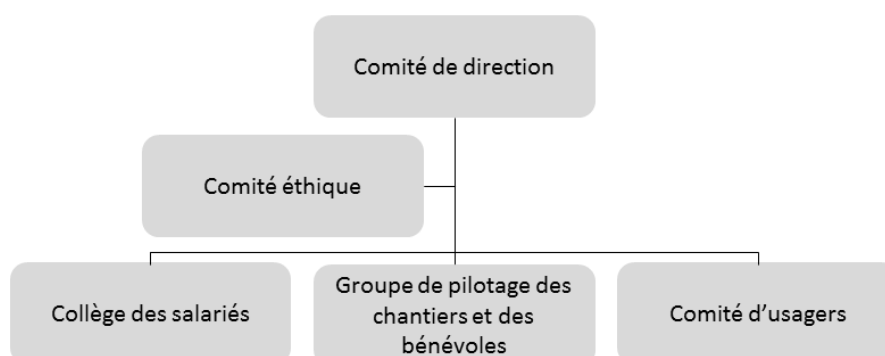 Comité de direction
Comité éthique
Collège des salariés
Groupe de pilotage des
chantiers et des
bénévoles
Comité d’usagers